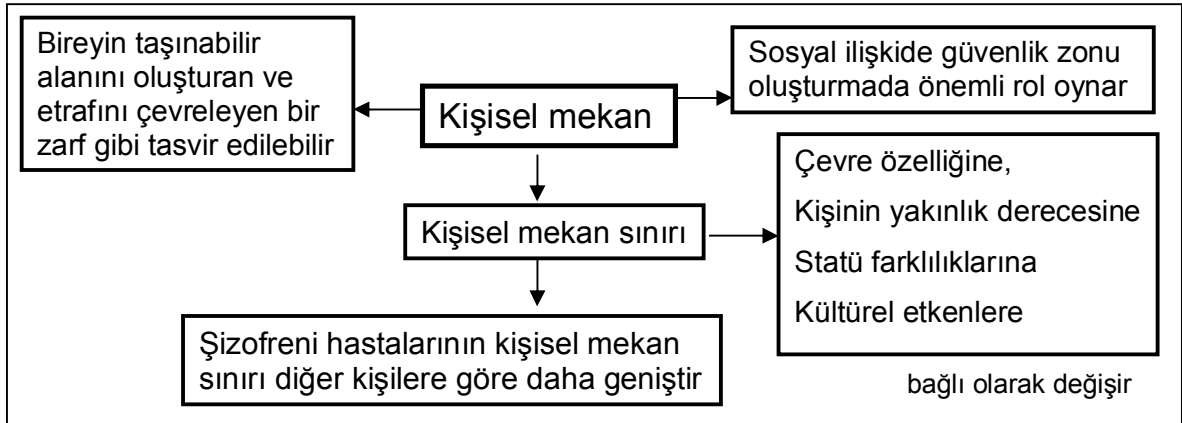 Bireyin taşınabilir
alanını oluşturan ve
etrafını çevreleyen bir
zarf gibi tasvir edilebilir
Kişisel mekan
Sosyal ilişkide güvenlik zonu
oluşturmada önemli rol oynar
Kişisel mekan sınırı
Çevre özelliğine,
Kişinin yakınlık derecesine
Statü farklılıklarına
Kültürel etkenlere
bağlı olarak değişir
Şizofreni hastalarının kişisel mekan
sınırı diğer kişilere göre daha geniştir